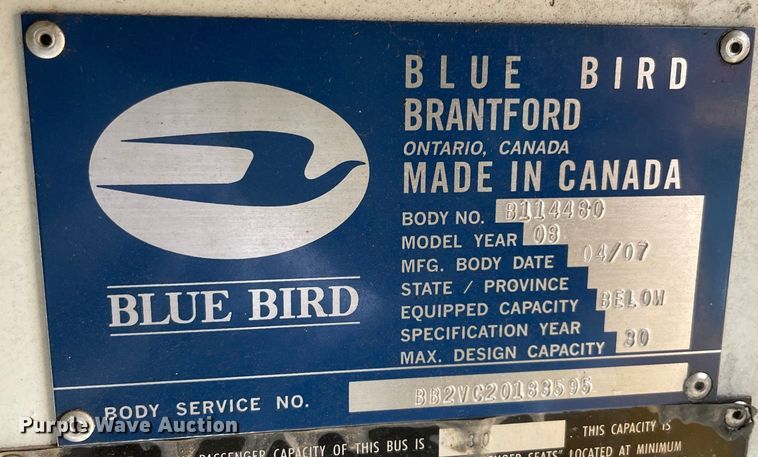 BLUE BIRD
BRANTFORD
ONTARIO, CANADA
MADE IN CANADA
BODY NO. B114480
MODEL YEAR 08
MFG. BODY DATE 04/07
STATE / PROVINCE
EQUIPPED CAPACITY BELOW
SPECIFICATION YEAR
MAX. DESIGN CAPACITY 30
BLUE BIRD
BODY SERVICE NO.
Purple Wave Auction
THIS CAPACITY IS
PASSENGER CAPACITY OF THIS BUS IS 30
SEATS" LOCATED AT MINIMUM